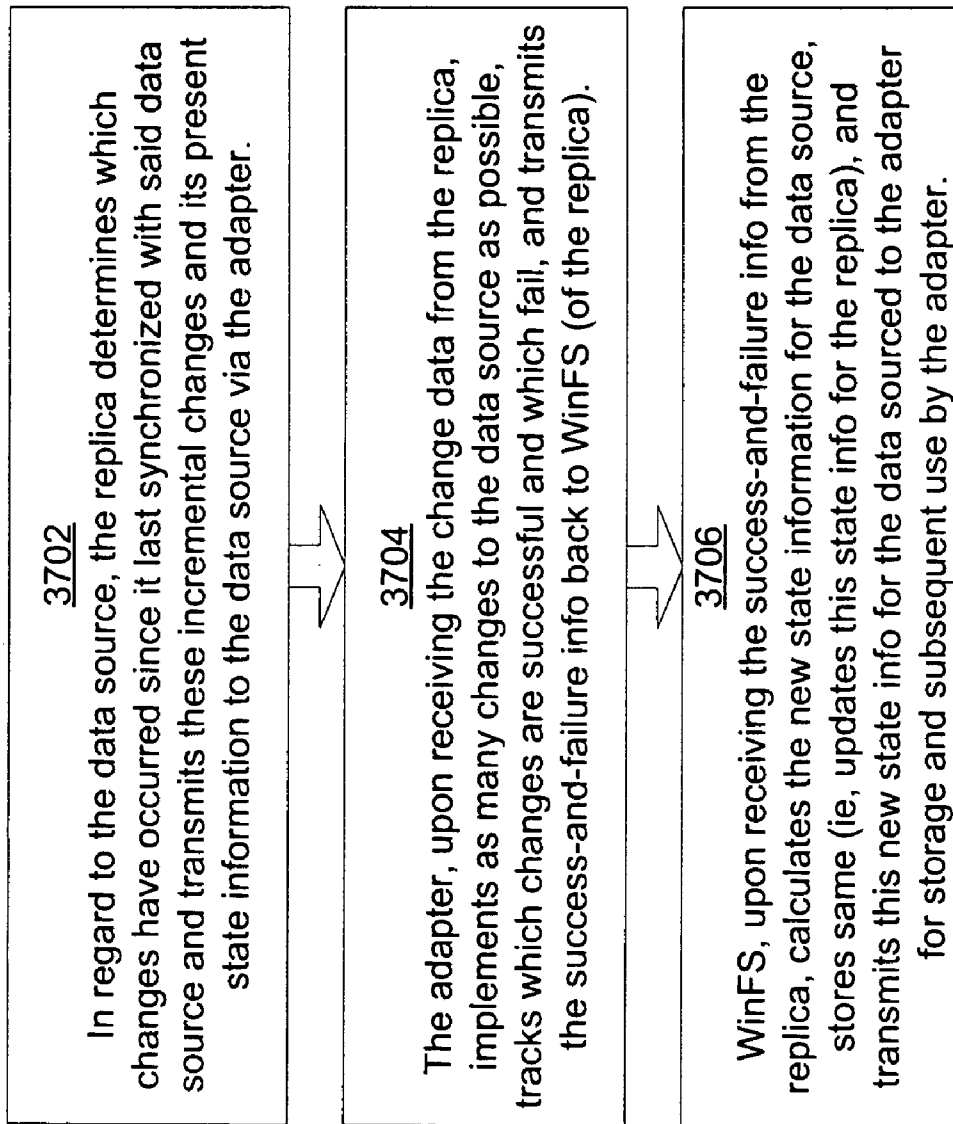 3702
In regard to the data source, the replica determines which
changes have occurred since it last synchronized with said data
source and transmits these incremental changes and its present
state information to the data source via the adapter.
3704
The adapter, upon receiving the change data from the replica,
implements as many changes to the data source as possible,
tracks which changes are successful and which fail, and transmits
the success-and-failure info back to WinFS (of the replica).
3706
WinFS, upon receiving the success-and-failure info from the
replica, calculates the new state information for the data source,
stores same (ie, updates this state info for the replica), and
transmits this new state info for the data sourced to the adapter
for storage and subsequent use by the adapter.